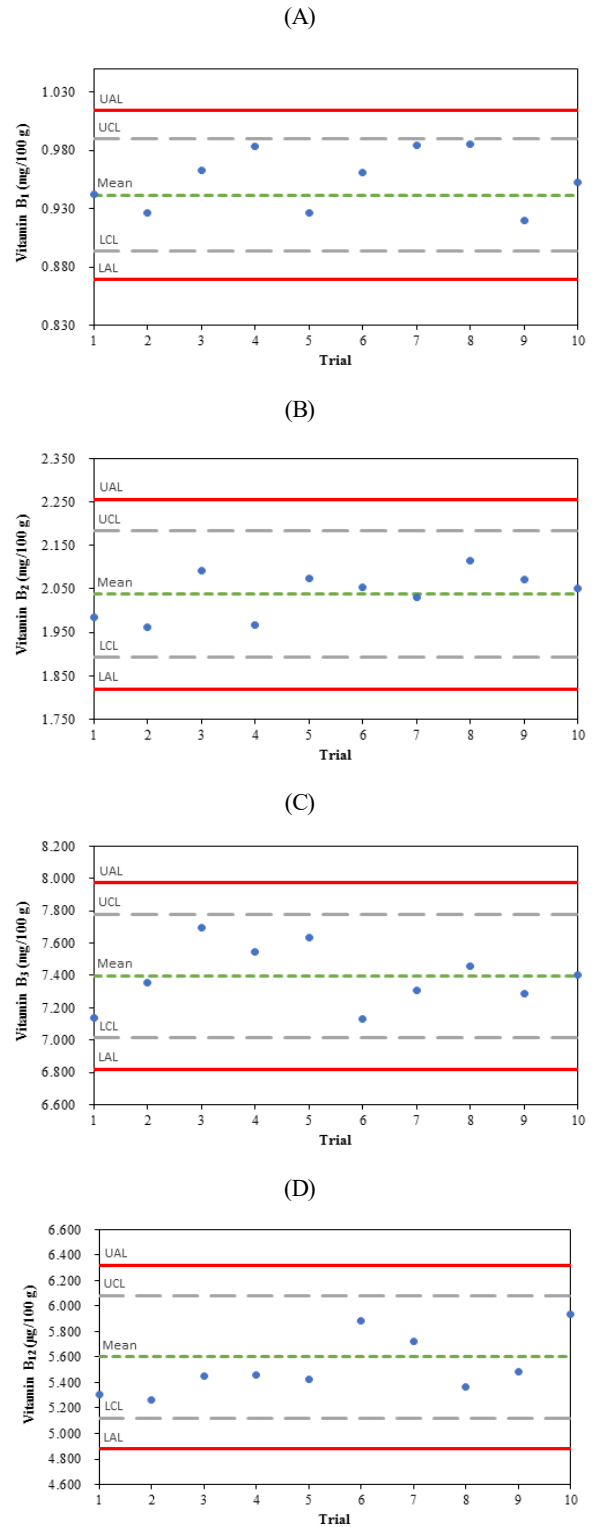 (A)
1.030
0.980
0.930
0.880
0.830
Vitamin B1 (mg/100 g)
UAL
UCL
Mean
LCL
LAL
1 2 3 4 5 6 7 8 9 10
Trial
(B)
2.350
2.250
2.150
2.050
1.950
1.850
1.750
Vitamin B2 (mg/100 g)
UAL
UCL
Mean
LCL
LAL
1 2 3 4 5 6 7 8 9 10
Trial
(C)
8.200
8.000
7.800
7.600
7.400
7.200
7.000
6.800
6.600
Vitamin B3 (mg/100 g)
UAL
UCL
Mean
LCL
LAL
1 2 3 4 5 6 7 8 9 10
Trial
(D)
6.600
6.400
6.200
6.000
5.800
5.600
5.400
5.200
5.000
4.800
4.600
Vitamin B12 (µg/100 g)
UAL
UCL
Mean
LCL
LAL
1 2 3 4 5 6 7 8 9 10
Trial